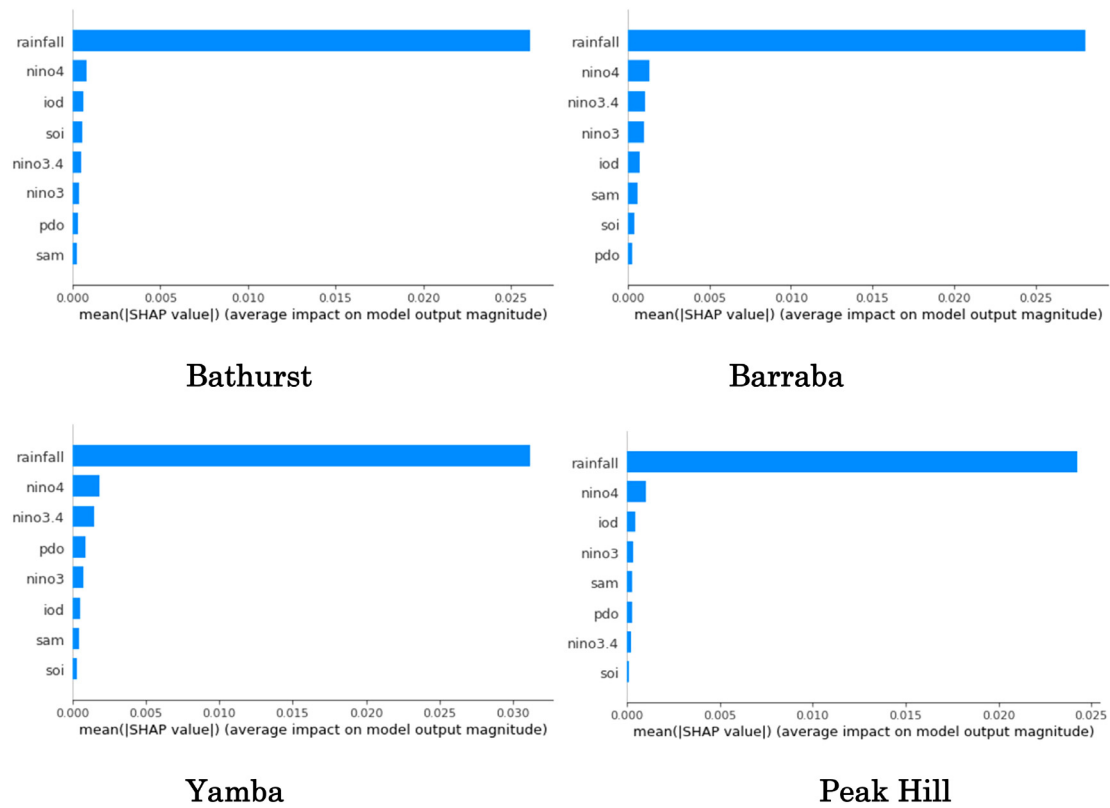 rainfall
nino4
iod
soi
nino3.4
nino3
pdo
sam
0.000 0.005 0.010 0.015 0.020 0.025
mean(|SHAP value|) (average impact on model output magnitude)
Bathurst
rainfall
nino4
nino3.4
nino3
iod
sam
soi
pdo
0.000 0.005 0.010 0.015 0.020 0.025
mean(|SHAP value|) (average impact on model output magnitude)
Barraba
rainfall
nino4
nino3.4
pdo
nino3
iod
sam
soi
0.000 0.005 0.010 0.015 0.020 0.025 0.030
mean(|SHAP value|) (average impact on model output magnitude)
Yamba
rainfall
nino4
iod
nino3
sam
pdo
nino3.4
soi
0.000 0.005 0.010 0.015 0.020 0.025
mean(|SHAP value|) (average impact on model output magnitude)
Peak Hill